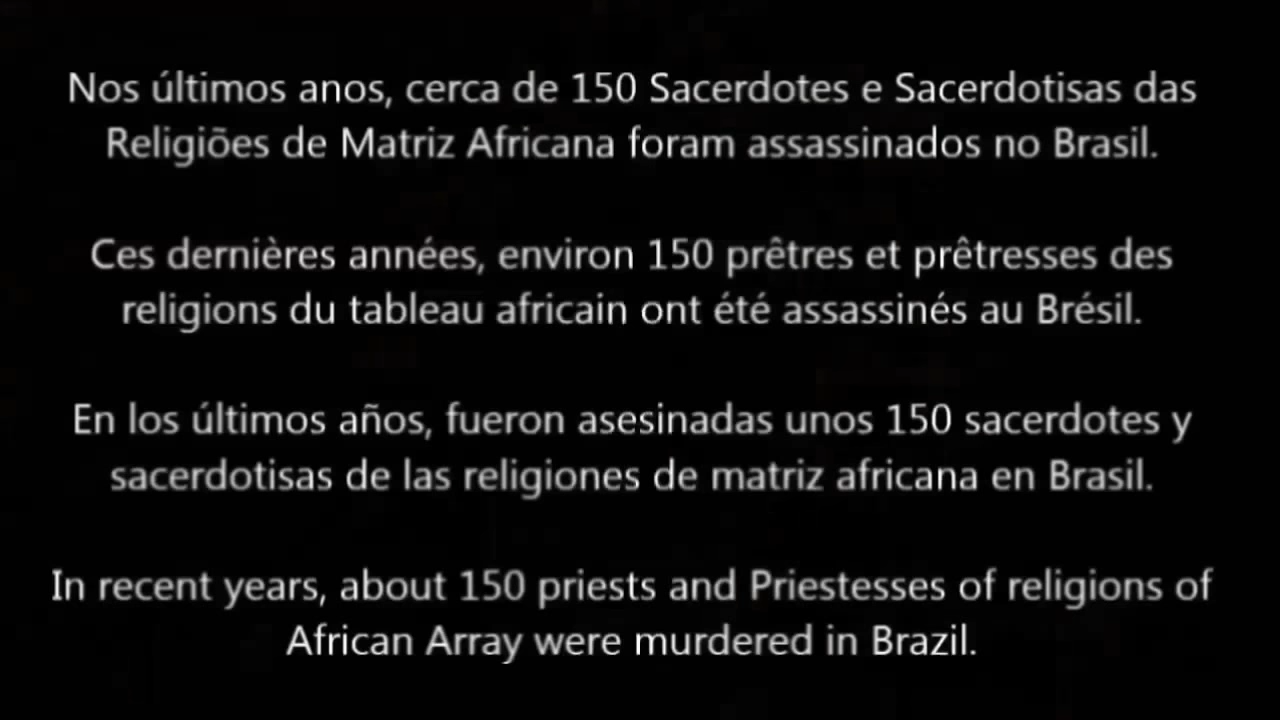 Nos últimos anos, cerca de 150 Sacerdotes e Sacerdotisas das
Religiões de Matriz Africana foram assassinados no Brasil.
Ces dernières années, environ 150 prêtres et prêtresses des
religions du tableau africain ont été assassinés au Brésil.
En los últimos años, fueron asesinadas unos 150 sacerdotes y
sacerdotisas de las religiones de matriz africana en Brasil.
In recent years, about 150 priests and Priestesses of religions of
African Array were murdered in Brazil.